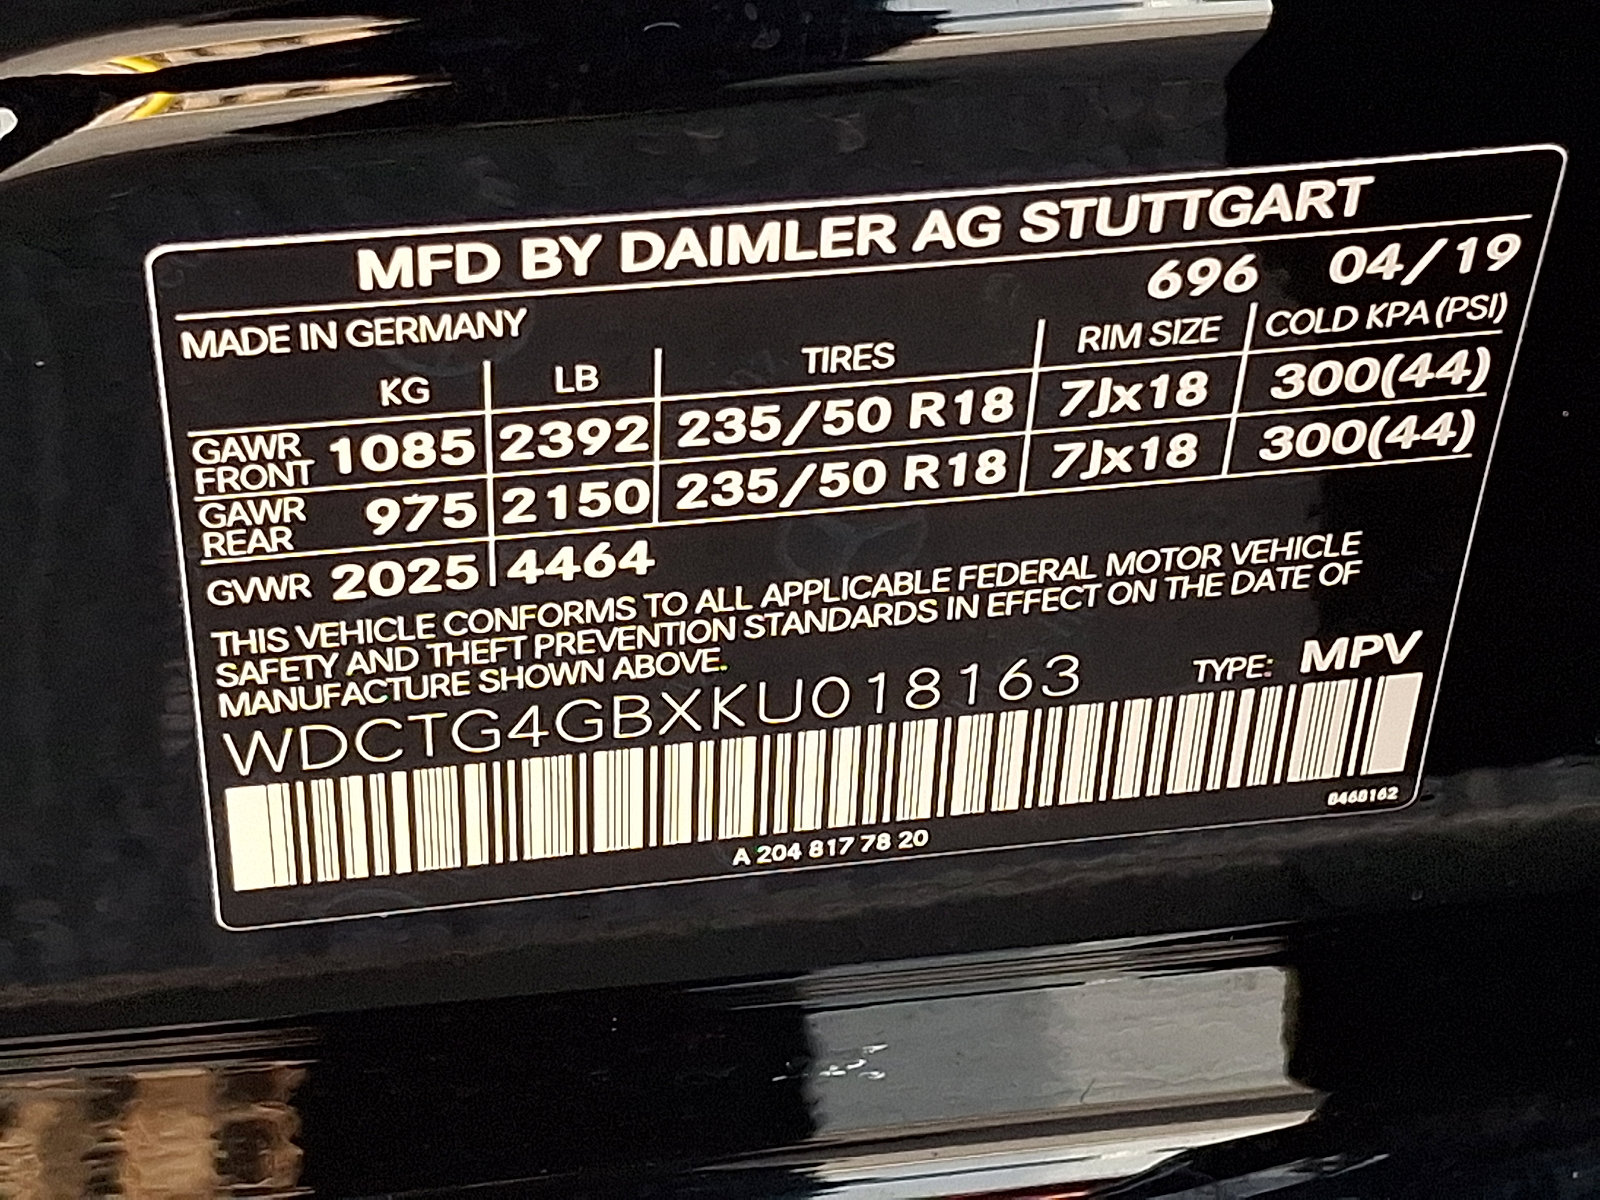 MFD BY DAIMLER AG STUTTGART
696 04/19
MADE IN GERMANY
KG LB TIRES RIM SIZE COLD KPA (PSI)
GAWR FRONT 1085 2392 235/50 R18 7Jx18 300(44)
GAWR REAR 975 2150 235/50 R18 7Jx18 300(44)
GVWR 2025 4464
THIS VEHICLE CONFORMS TO ALL APPLICABLE FEDERAL MOTOR VEHICLE
SAFETY AND THEFT PREVENTION STANDARDS IN EFFECT ON THE DATE OF
MANUFACTURE SHOWN ABOVE.
WDCTG4GBXKU018163 TYPE: MPV
A 204 817 78 20